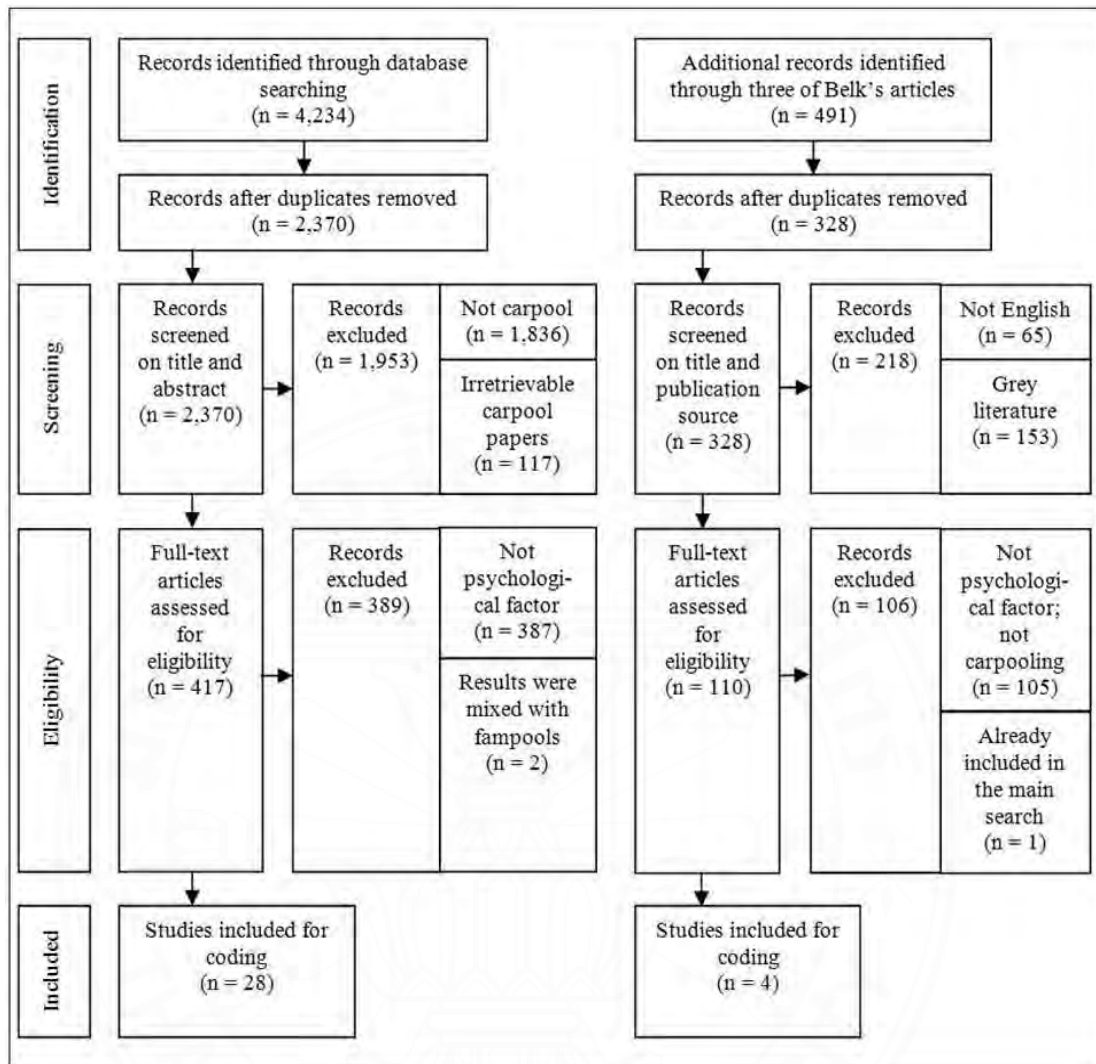 Identification
Records identified through database
searching
(n = 4,234)
Additional records identified
through three of Belk's articles
(n = 491)
Records after duplicates removed
(n = 2,370)
Records after duplicates removed
(n = 328)
Screening
Records
screened
on title and
abstract
(n = 2,370)
Records
excluded
(n = 1,953)
Not carpool
(n = 1,836)
Irretrievable
carpool
papers
(n = 117)
Records
screened on
title and
publication
source
(n = 328)
Records
excluded
(n = 218)
Not English
(n = 65)
Grey
literature
(n = 153)
Eligibility
Full-text
articles
assessed
for
eligibility
(n = 417)
Records
excluded
(n = 389)
Not
psychologi-
cal factor
(n = 387)
Results were
mixed with
fampools
(n = 2)
Full-text
articles
assessed
for
eligibility
(n = 110)
Records
excluded
(n = 106)
Not
psychologi-
cal factor;
not
carpooling
(n = 105)
Already
included in
the main
search
(n = 1)
Included
Studies included for
coding
(n = 28)
Studies included for
coding
(n = 4)